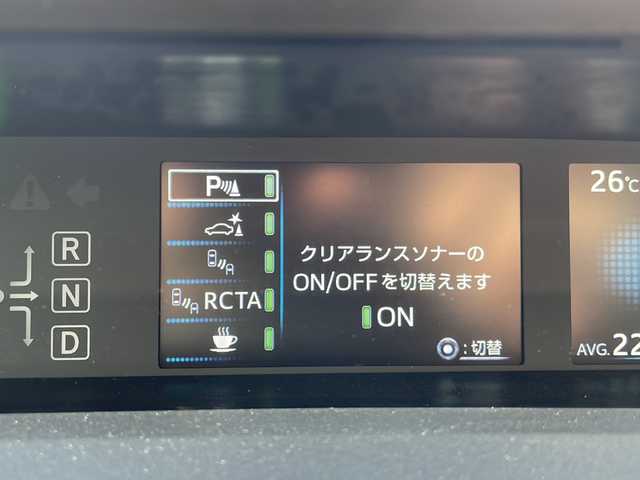 P
RCTA
クリアランスソナーの
ON/OFFを切替えます
ON
:切替
R
N
D
26℃
AVG.22